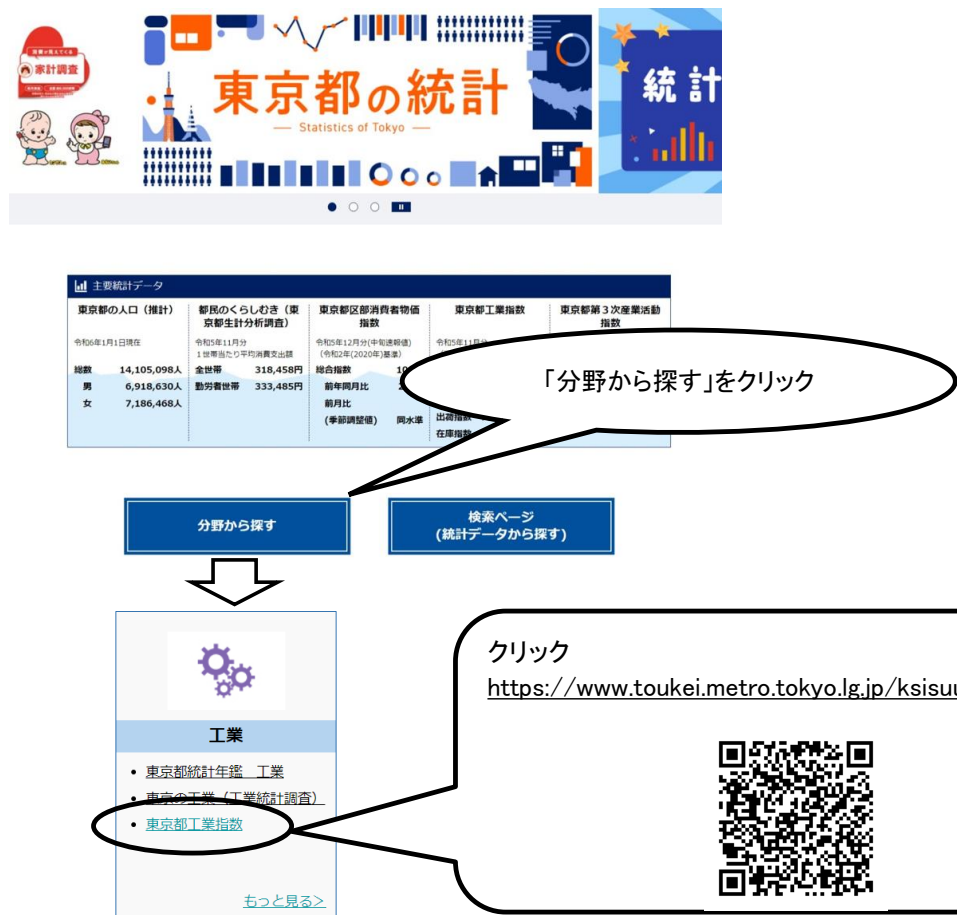 家計調査
東京都の統計
Statistics of Tokyo
統計
主要統計データ
東京都の人口（推計）
令和6年1月1日現在
総数 14,105,098人
男 6,918,630人
女 7,186,468人
都民のくらしむき（東
京都生計分析調査）
令和5年11月分
１世帯当たり平均消費支出額
全世帯 318,458円
勤労者世帯 333,485円
東京都区部消費者物価
指数
令和5年12月分(中旬速報値)
（令和2年(2020年)基準）
総合指数 10
前年同月比
前月比
(季節調整値) 同水準
東京都工業指数
令和5年11月分
出荷指数
在庫指数
東京都第３次産業活動
指数
「分野から探す」をクリック
分野から探す
検索ページ
(統計データから探す)
工業
• 東京都統計年鑑　工業
• 東京の工業（工業統計調査）
• 東京都工業指数
もっと見る>
クリック
https://www.toukei.metro.tokyo.lg.jp/ksisu